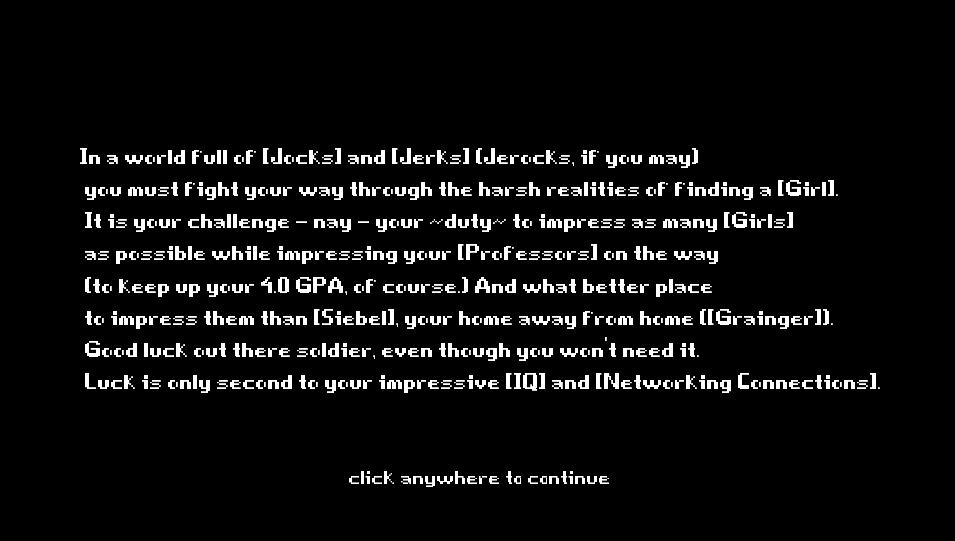 In a world full of [Jocks] and [Jerks] (Jerocks, if you may)
you must fight your way through the harsh realities of finding a [Girl].
It is your challenge - nay - your ~duty~ to impress as many [Girls]
as possible while impressing your [Professors] on the way
(to keep up your 4.0 GPA, of course.) And what better place
to impress them than [Siebel], your home away from home ([Grainger]).
Good luck out there soldier, even though you won't need it.
Luck is only second to your impressive [IQ] and [Networking Connections].
click anywhere to continue